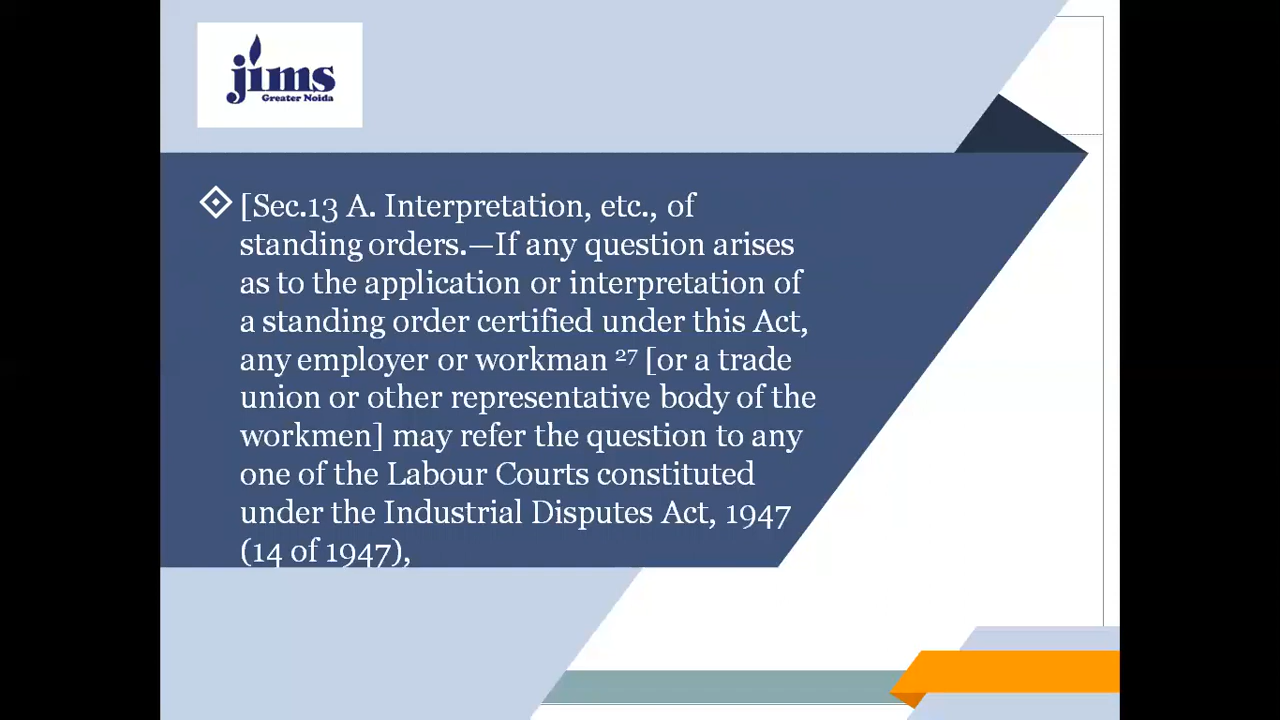 jims
Greater Noida
[Sec.13 A. Interpretation, etc., of
standing orders.—If any question arises
as to the application or interpretation of
a standing order certified under this Act,
any employer or workman 27 [or a trade
union or other representative body of the
workmen] may refer the question to any
one of the Labour Courts constituted
under the Industrial Disputes Act, 1947
(14 of 1947),